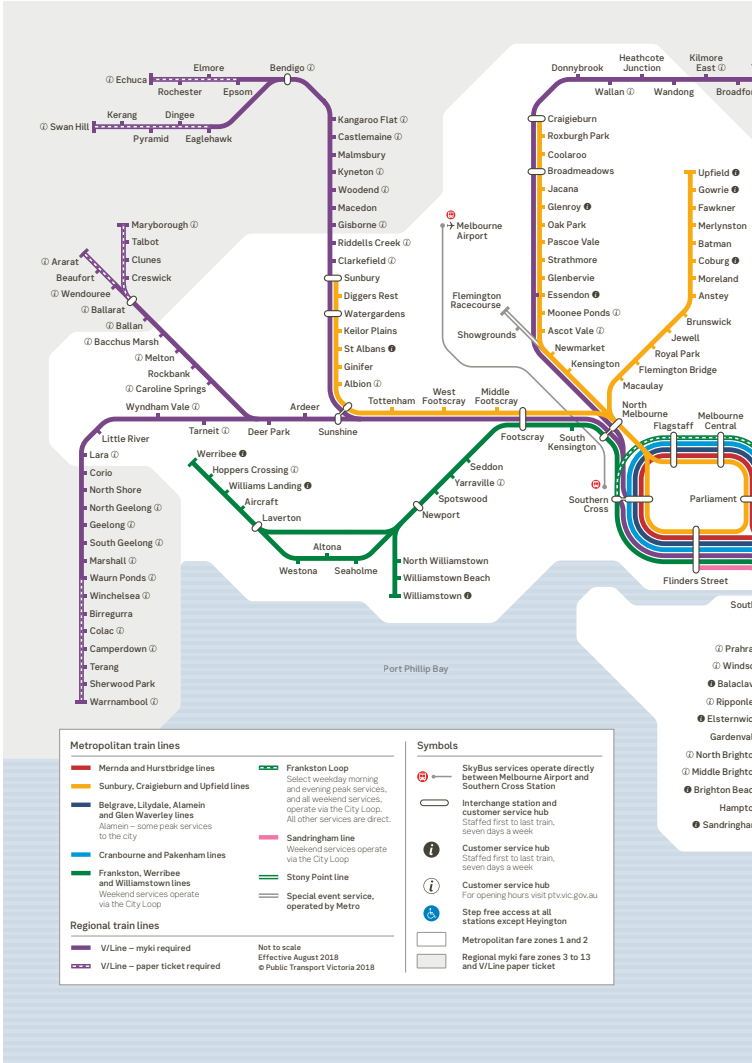 Bendigo
Elmore
Echuca
Rochester
Epsom
Kerang
Dingee
Swan Hill
Pyramid
Eaglehawk
Kangaroo Flat
Castlemaine
Malmsbury
Kyneton
Woodend
Macedon
Gisborne
Riddells Creek
Clarkefield
Sunbury
Diggers Rest
Watergardens
Keilor Plains
St Albans
Ginifer
Albion
Maryborough
Talbot
Clunes
Creswick
Ararat
Beaufort
Wendouree
Ballarat
Ballan
Bacchus Marsh
Melton
Rockbank
Caroline Springs
Wyndham Vale
Ardeer
Little River
Tarneit
Deer Park
Sunshine
Tottenham
West
Footscray
Middle
Footscray
Footscray
South
Kensington
Donnybrook
Heathcote
Junction
Kilmore
East
Wallan
Wandong
Broadfor
Craigieburn
Roxburgh Park
Coolaroo
Broadmeadows
Jacana
Glenroy
Oak Park
Pascoe Vale
Strathmore
Glenbervie
Essendon
Moonee Ponds
Ascot Vale
Newmarket
Kensington
Melbourne
Airport
Flemington
Racecourse
Showgrounds
Upfield
Gowrie
Fawkner
Merlynston
Batman
Coburg
Moreland
Anstey
Brunswick
Jewell
Royal Park
Flemington Bridge
Macaulay
North
Melbourne
Flagstaff
Melbourne
Central
Parliament
Southern
Cross
Flinders Street
Lara
Corio
North Shore
North Geelong
Geelong
South Geelong
Marshall
Waurn Ponds
Winchelsea
Birregurra
Colac
Camperdown
Terang
Sherwood Park
Warrnambool
Werribee
Hoppers Crossing
Williams Landing
Aircraft
Laverton
Altona
Westona
Seaholme
Seddon
Yarraville
Spotswood
Newport
North Williamstown
Williamstown Beach
Williamstown
Port Phillip Bay
South
Prahra
Windso
Balaclav
Ripponle
Elsternwic
Gardenval
North Brighto
Middle Brighto
Brighton Beac
Hampto
Sandringha
Metropolitan train lines
Mernda and Hurstbridge lines
Sunbury, Craigieburn and Upfield lines
Belgrave, Lilydale, Alamein
and Glen Waverley lines
Alamein – some peak services
to the city
Cranbourne and Pakenham lines
Frankston, Werribee
and Williamstown lines
Weekend services operate
via the City Loop
Frankston Loop
Select weekday morning
and evening peak services,
and all weekend services,
operate via the City Loop.
All other services are direct.
Sandringham line
Weekend services operate
via the City Loop
Stony Point line
Special event service,
operated by Metro
Regional train lines
V/Line – myki required
V/Line – paper ticket required
Not to scale
Effective August 2018
© Public Transport Victoria 2018
Symbols
SkyBus services operate directly
between Melbourne Airport and
Southern Cross Station
Interchange station and
customer service hub
Staffed first to last train,
seven days a week
Customer service hub
Staffed first to last train,
seven days a week
Customer service hub
For opening hours visit ptv.vic.gov.au
Step free access at all
stations except Heyington
Metropolitan fare zones 1 and 2
Regional myki fare zones 3 to 13
and V/Line paper ticket